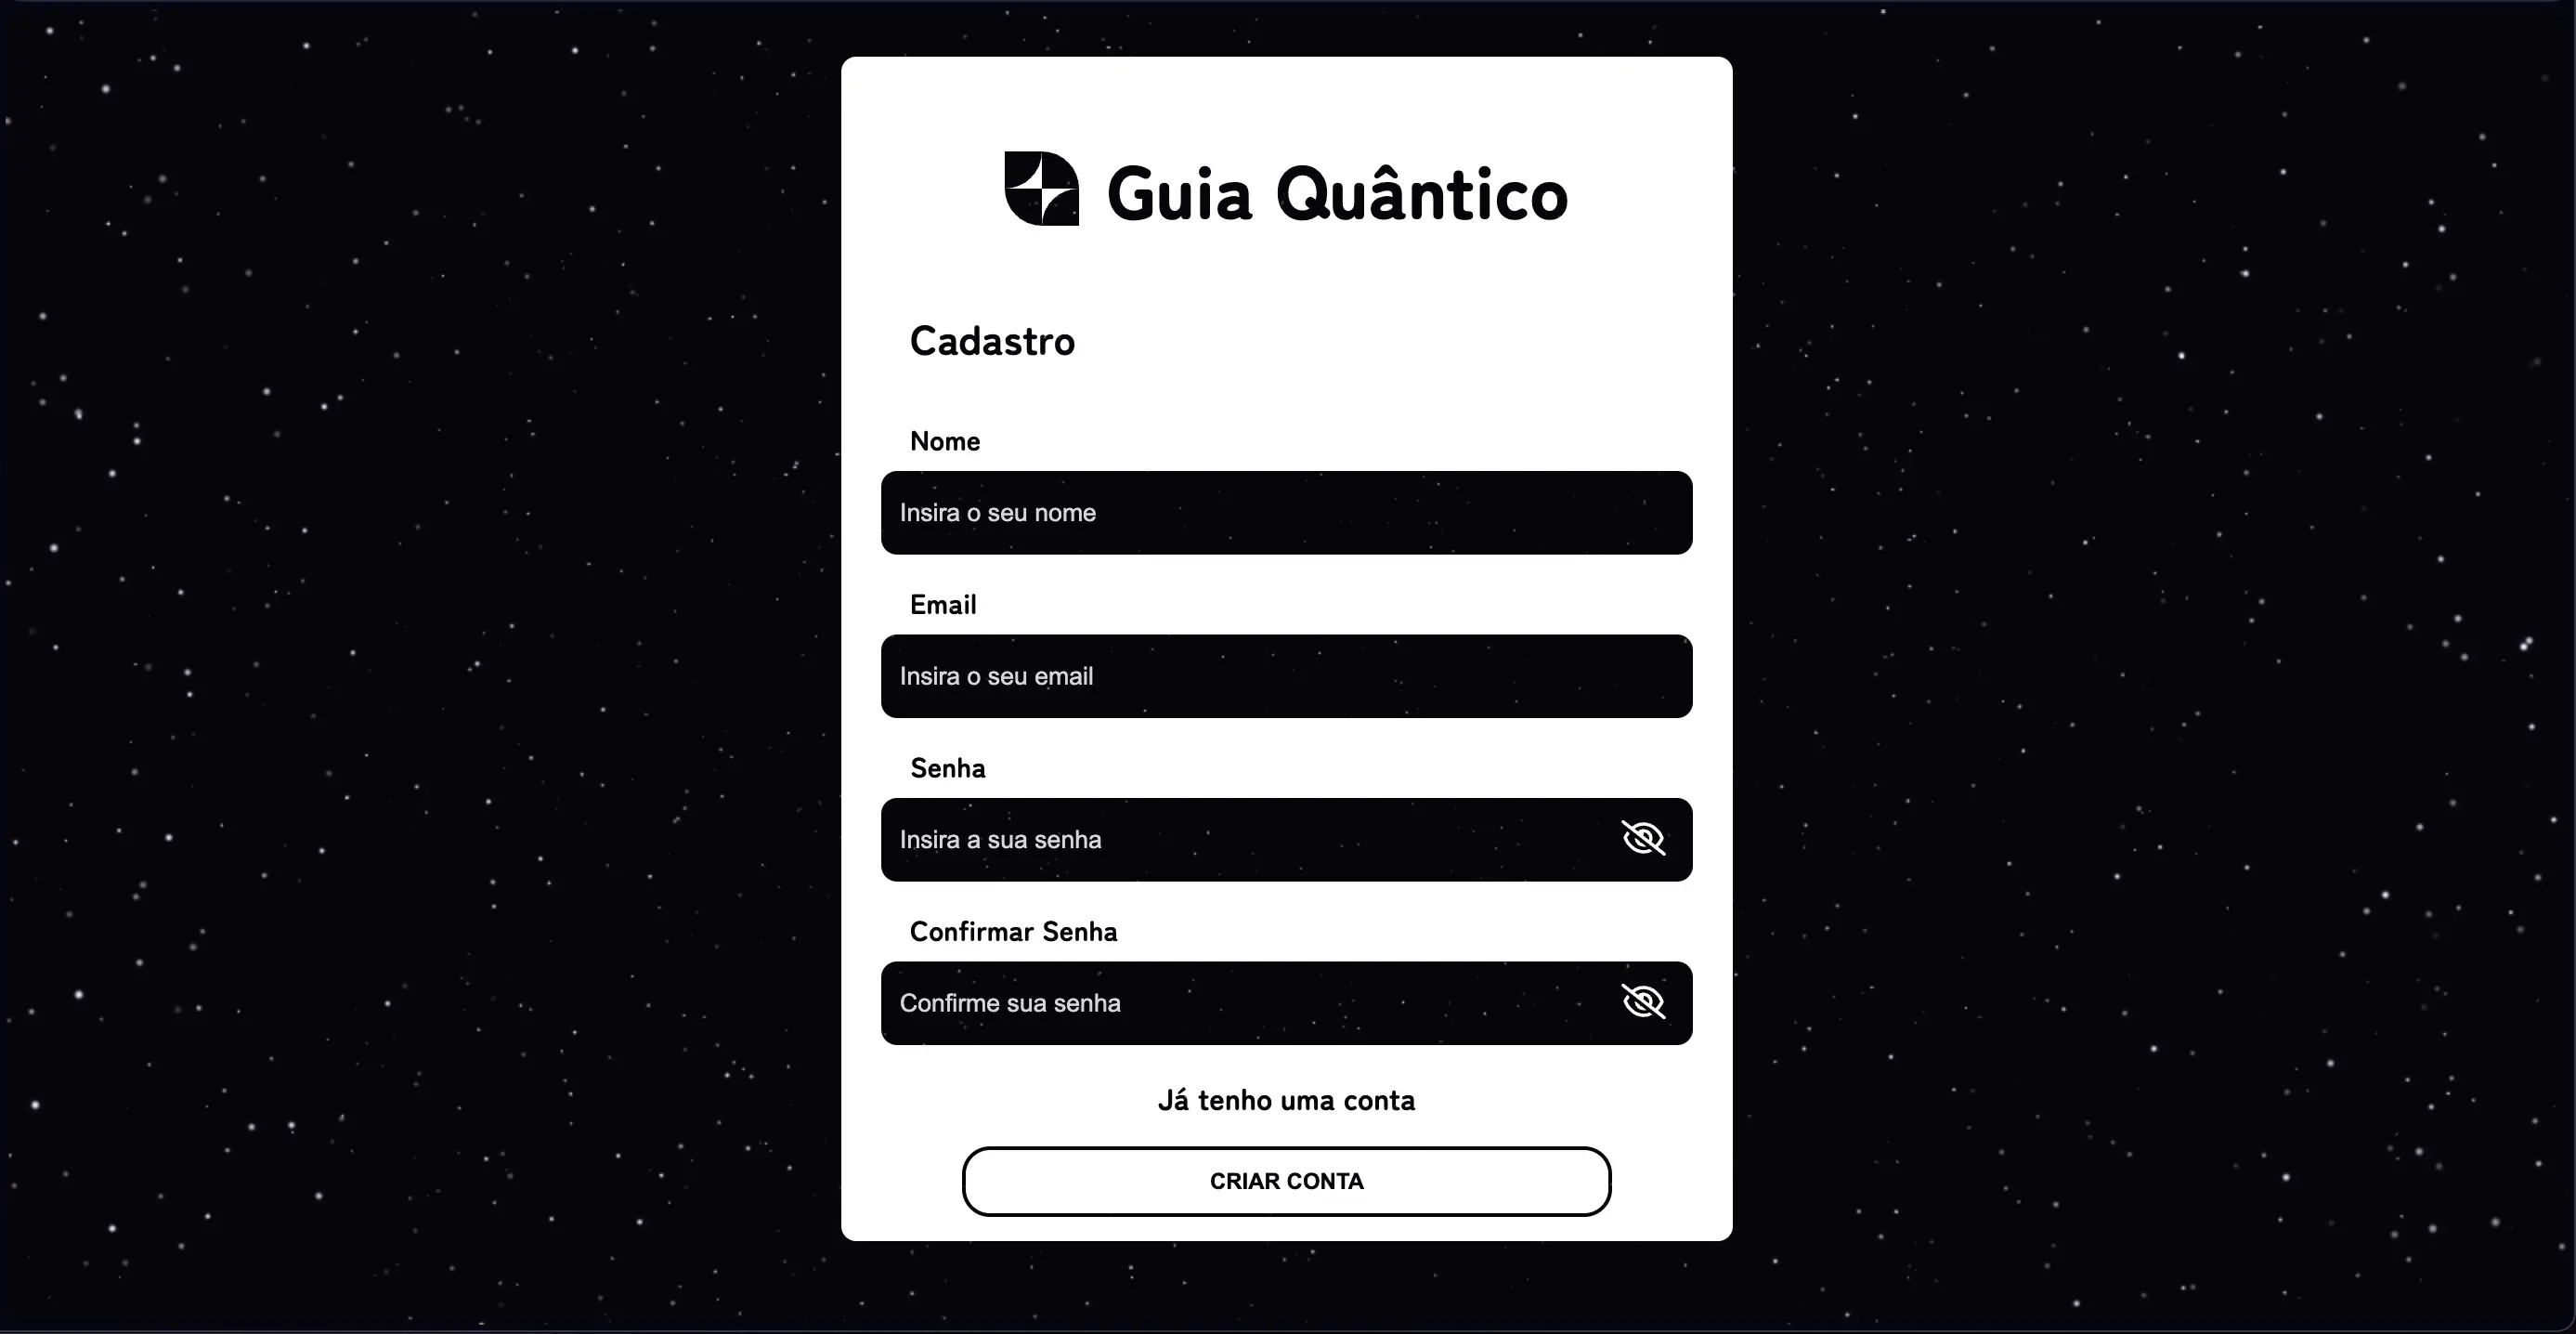 Guia Quântico
Cadastro
Nome
Insira o seu nome
Email
Insira o seu email
Senha
Insira a sua senha
Confirmar Senha
Confirme sua senha
Já tenho uma conta
CRIAR CONTA